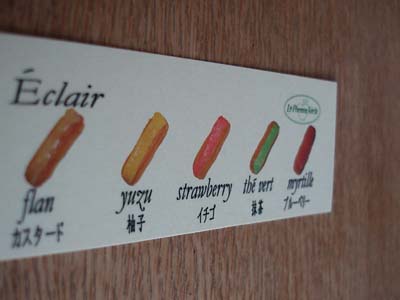 Éclair
flan
カスタード
yuzu
柚子
strawberry
イチゴ
thé vert
抹茶
myrtille
ブルーベリー